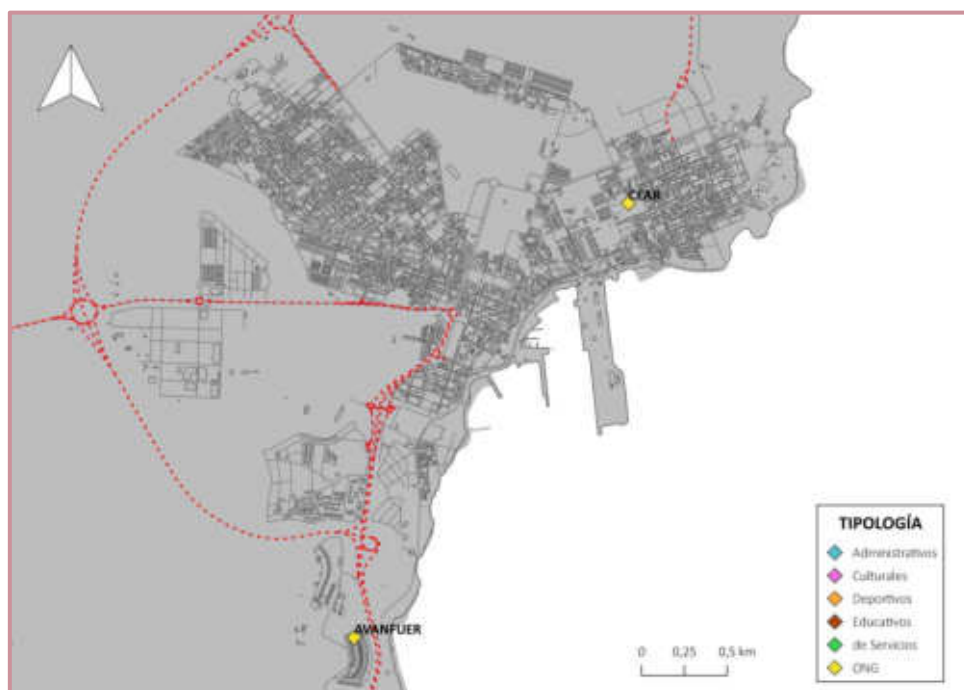 CEAR
AVANFUER
TIPOLOGÍA
Administrativos
Culturales
Deportivos
Educativos
de Servicios
ONG
0 0,25 0,5 km